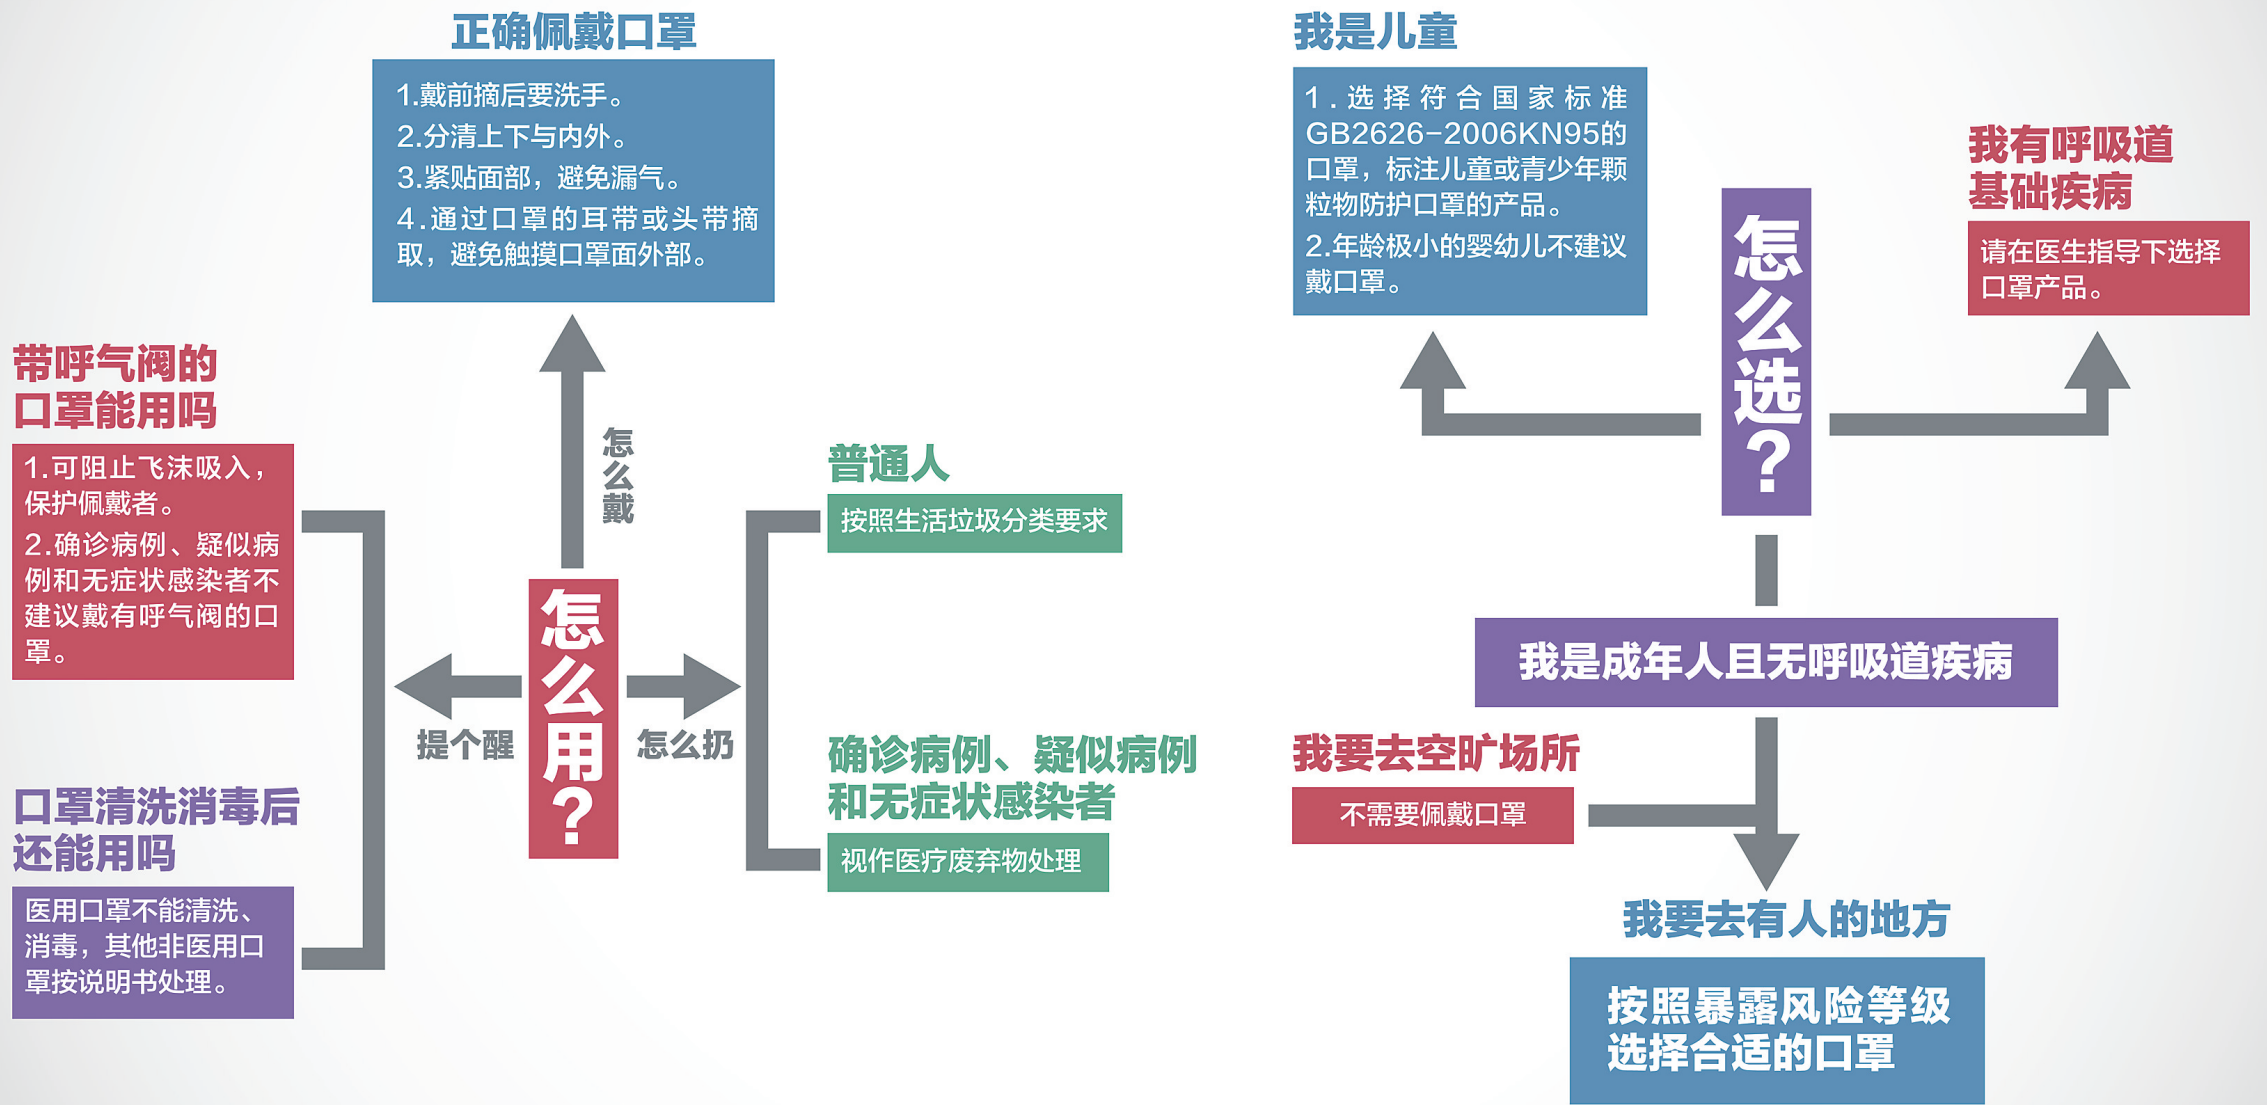 正确佩戴口罩
1.戴前摘后要洗手。
2.分清上下与内外。
3.紧贴面部，避免漏气。
4.通过口罩的耳带或头带摘
取，避免触摸口罩面外部。
带呼气阀的
口罩能用吗
1.可阻止飞沫吸入，
保护佩戴者。
2.确诊病例、疑似病
例和无症状感染者不
建议戴有呼气阀的口
罩。
口罩清洗消毒后
还能用吗
医用口罩不能清洗、
消毒，其他非医用口
罩按说明书处理。
怎么戴
提个醒
怎么用？
怎么扔
普通人
按照生活垃圾分类要求
确诊病例、疑似病例
和无症状感染者
视作医疗废弃物处理
我是儿童
1.选择符合国家标准
GB2626-2006KN95的
口罩，标注儿童或青少年颗
粒物防护口罩的产品。
2.年龄极小的婴幼儿不建议
戴口罩。
怎么选？
我有呼吸道
基础疾病
请在医生指导下选择
口罩产品。
我是成年人且无呼吸道疾病
我要去空旷场所
不需要佩戴口罩
我要去有人的地方
按照暴露风险等级
选择合适的口罩